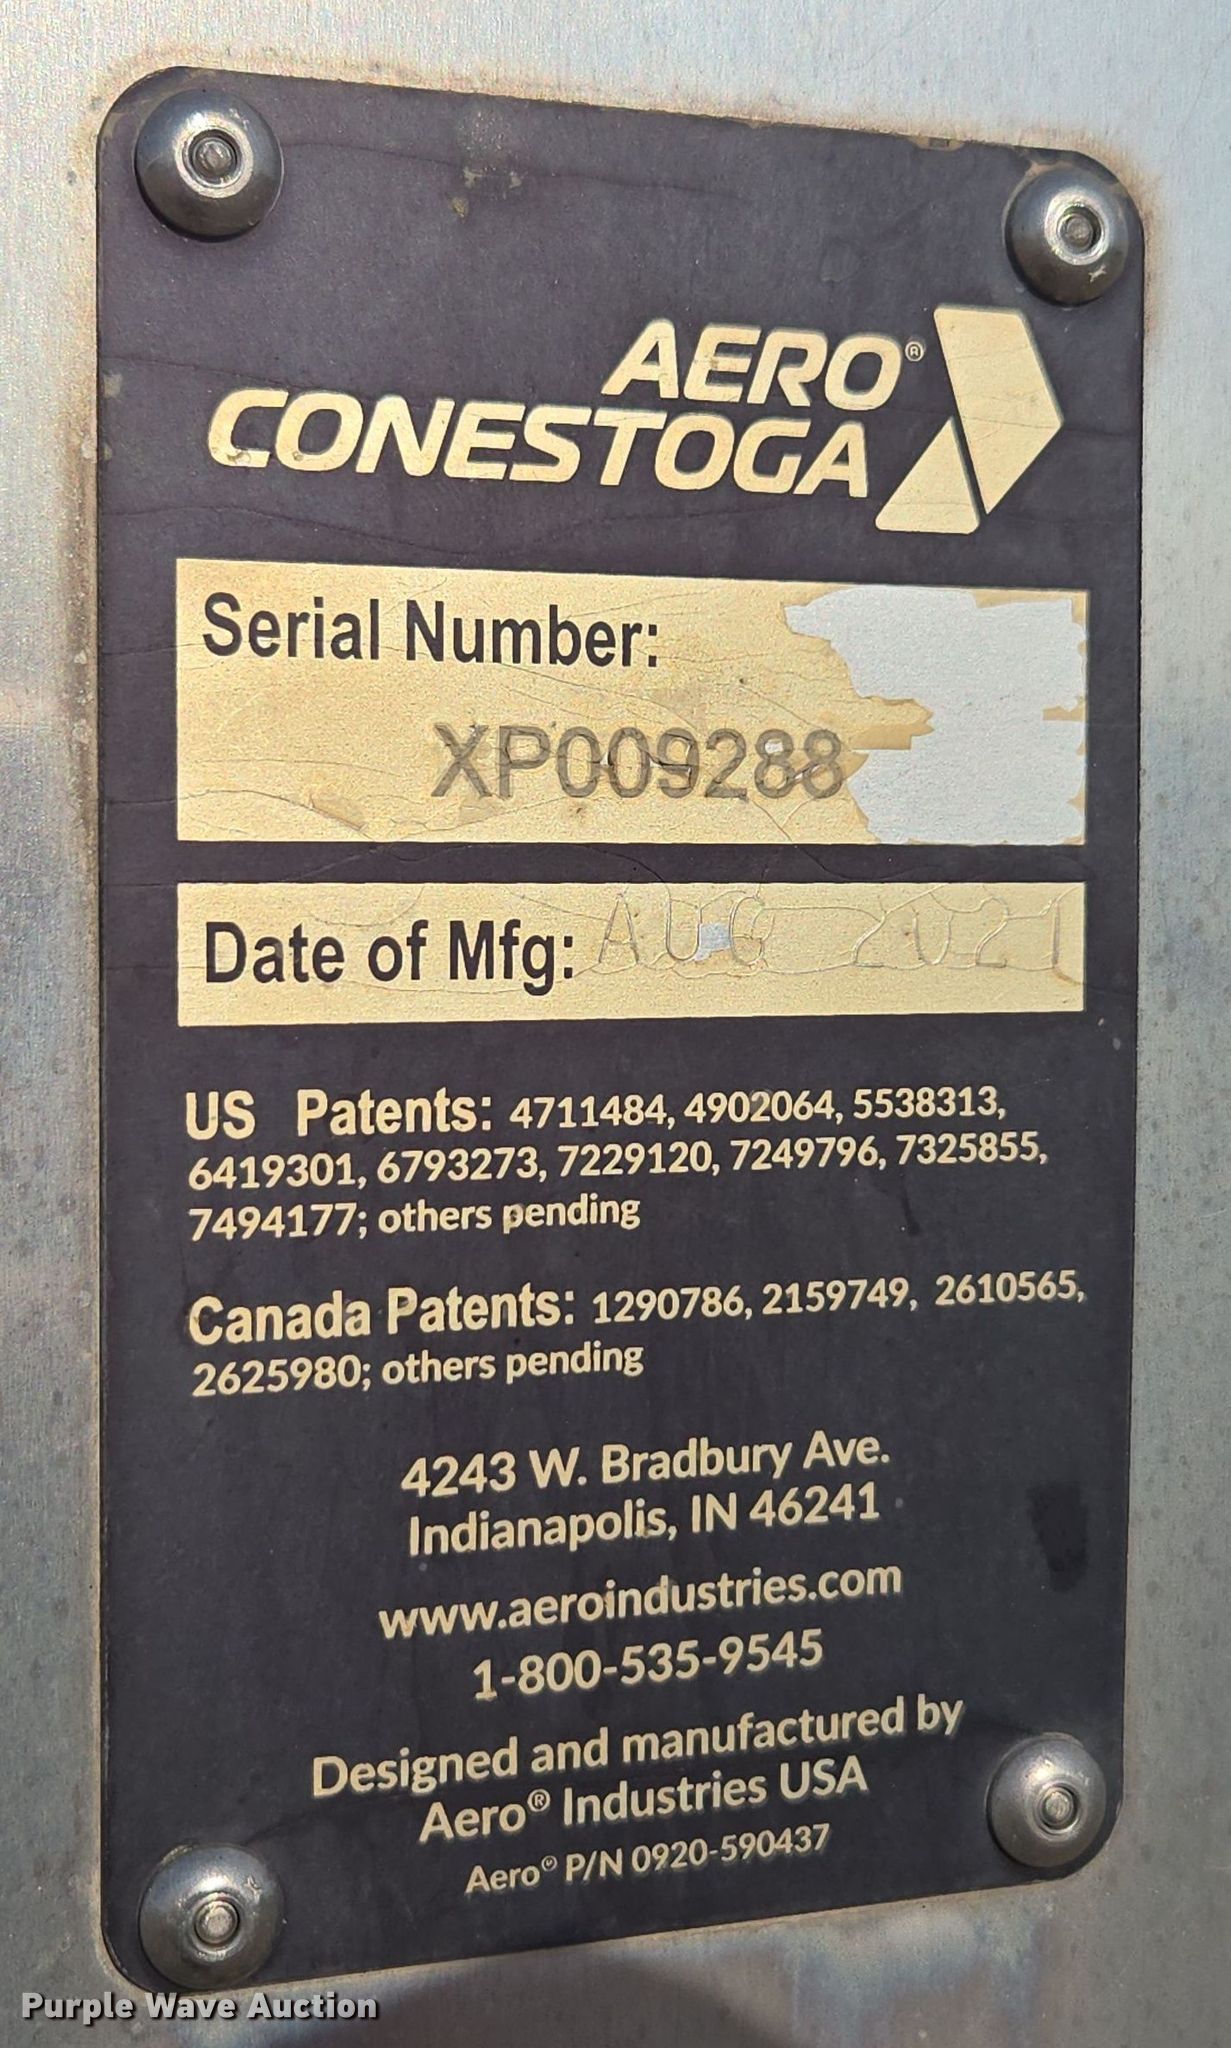 AERO®
CONESTOGA
Serial Number:
XP009288
Date of Mfg: AUG 2021
US Patents: 4711484, 4902064, 5538313,
6419301, 6793273, 7229120, 7249796, 7325855,
7494177; others pending
Canada Patents: 1290786, 2159749, 2610565,
2625980; others pending
4243 W. Bradbury Ave.
Indianapolis, IN 46241
www.aeroindustries.com
1-800-535-9545
Designed and manufactured by
Aero® Industries USA
Aero® P/N 0920-590437
Purple Wave Auction